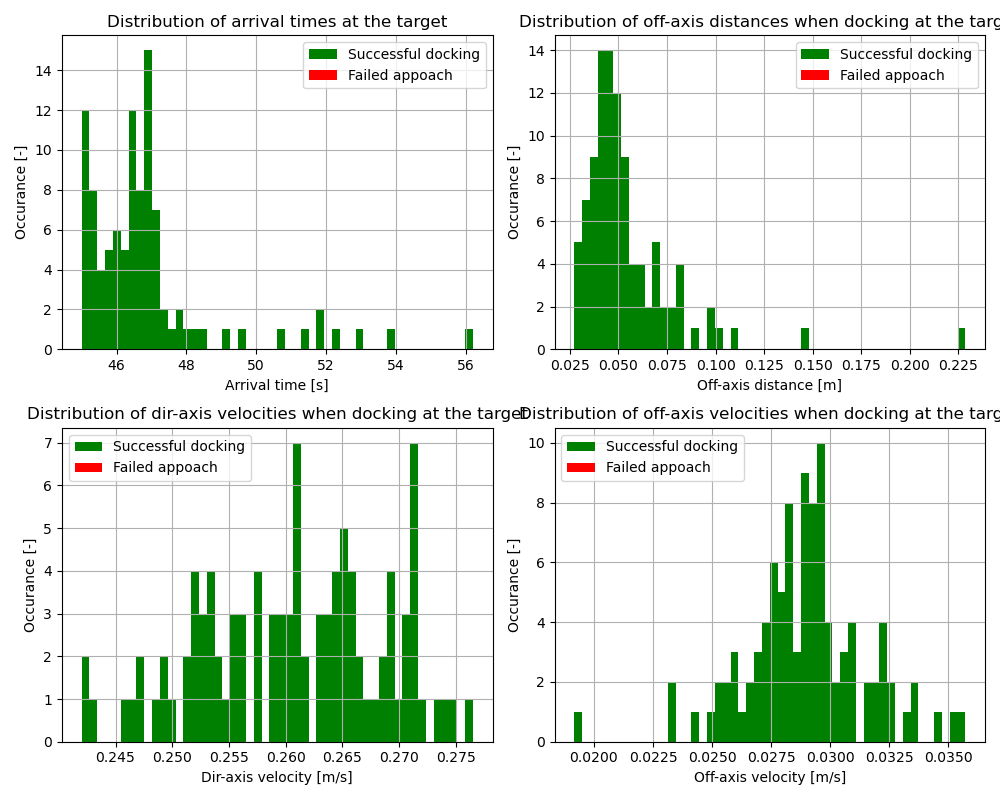 Distribution of arrival times at the target
Occurance [-]
14
12
10
8
6
4
2
0
Successful docking
Failed appoach
46
48
50
52
54
56
Arrival time [s]
Distribution of off-axis distances when docking at the targ
Occurance [-]
14
12
10
8
6
4
2
0
Successful docking
Failed appoach
0.025
0.050
0.075
0.100
0.125
0.150
0.175
0.200
0.225
Off-axis distance [m]
Distribution of dir-axis velocities when docking at the target
Occurance [-]
7
6
5
4
3
2
1
0
Successful docking
Failed appoach
0.245
0.250
0.255
0.260
0.265
0.270
0.275
Dir-axis velocity [m/s]
Distribution of off-axis velocities when docking at the targ
Occurance [-]
10
8
6
4
2
0
Successful docking
Failed appoach
0.0200
0.0225
0.0250
0.0275
0.0300
0.0325
0.0350
Off-axis velocity [m/s]